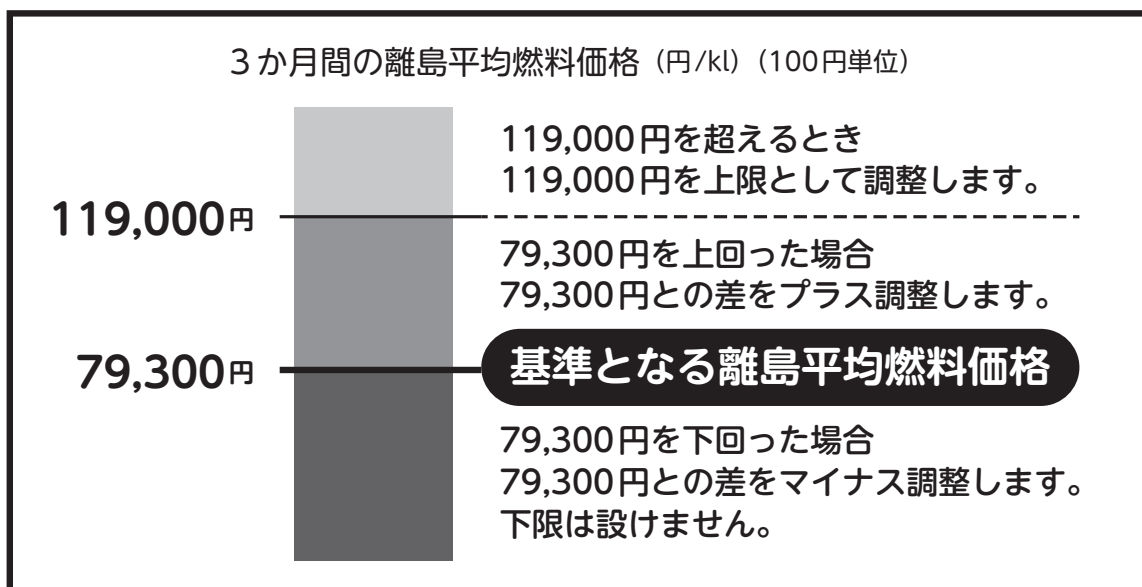 3か月間の離島平均燃料価格(円/kl)(100円単位)
119,000円を超えるとき
119,000円を上限として調整します。
119,000円
79,300円を上回った場合
79,300円との差をプラス調整します。
79,300円
基準となる離島平均燃料価格
79,300円を下回った場合
79,300円との差をマイナス調整します。
下限は設けません。